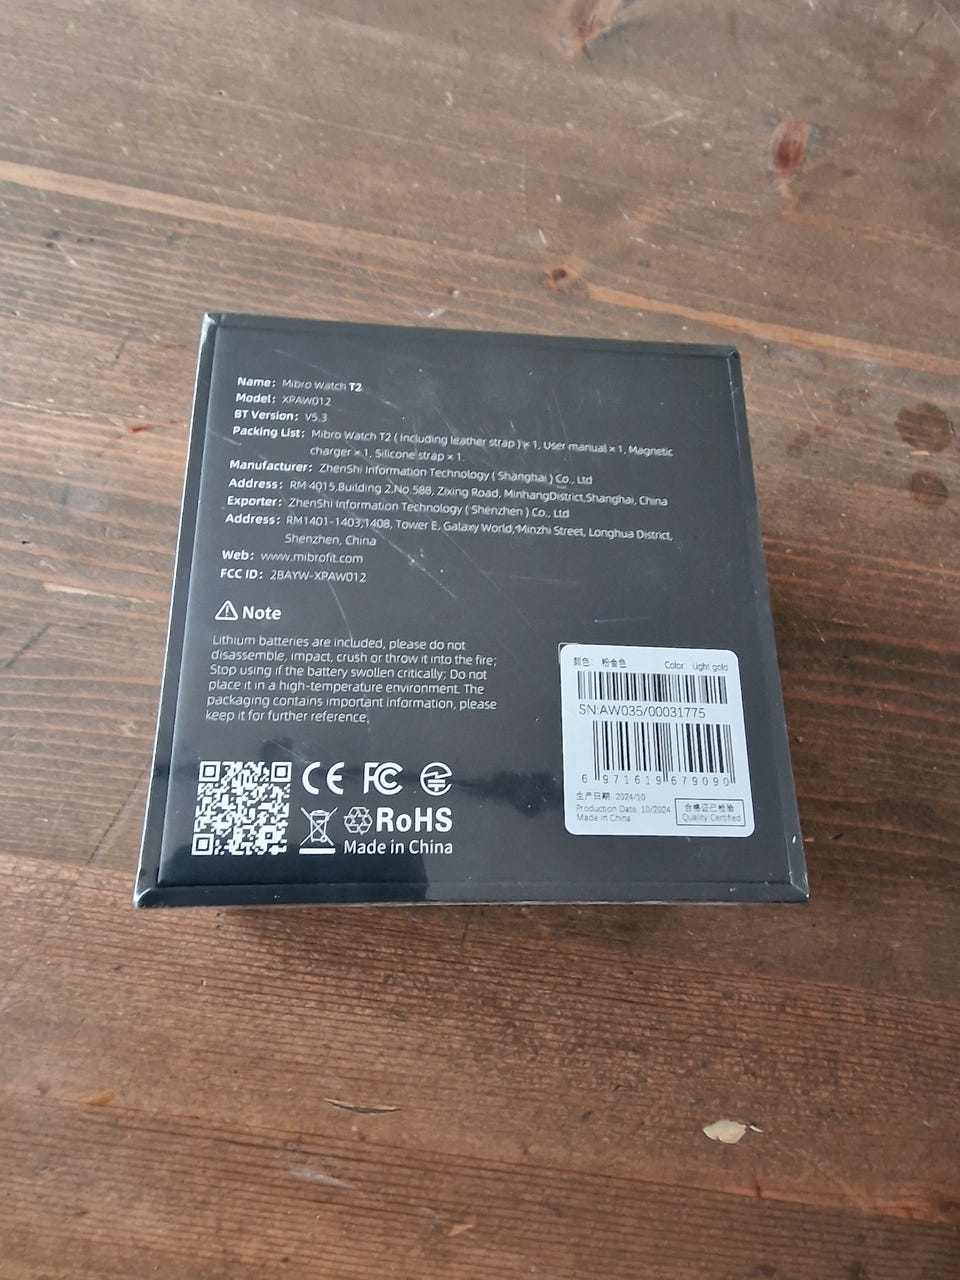 Name: Mibro Watch T2
Model: XPAW012
BT Version: V5.3
Packing List: Mibro Watch T2 ( Including leather strap ) × 1, User manual × 1, Magnetic
charger × 1, Silicone strap × 1.
Manufacturer: ZhenShi Information Technology ( Shanghai ) Co., Ltd
Address: RM 4015,Building 2,No.588, Zixing Road, MinhangDistrict,Shanghai, China
Exporter: ZhenShi Information Technology ( Shenzhen ) Co., Ltd
Address: RM1401-1403,1408, Tower E, Galaxy World, Minzhi Street, Longhua District,
Shenzhen, China
Web: www.mibrofit.com
FCC ID: 2BAYW-XPAW012
Note
Lithium batteries are included, please do not
disassemble, impact, crush or throw it into the fire;
Stop using if the battery swollen critically; Do not
place it in a high-temperature environment. The
packaging contains important information, please
keep it for further reference.
CE FC
RoHS
Made in China
颜色: 粉金色 Color: Light gold
SN:AW035/00031775
6 971619 679090
生产日期: 2024/10
Production Date: 10/2024
Made in China
合格证已检验
Quality Certified